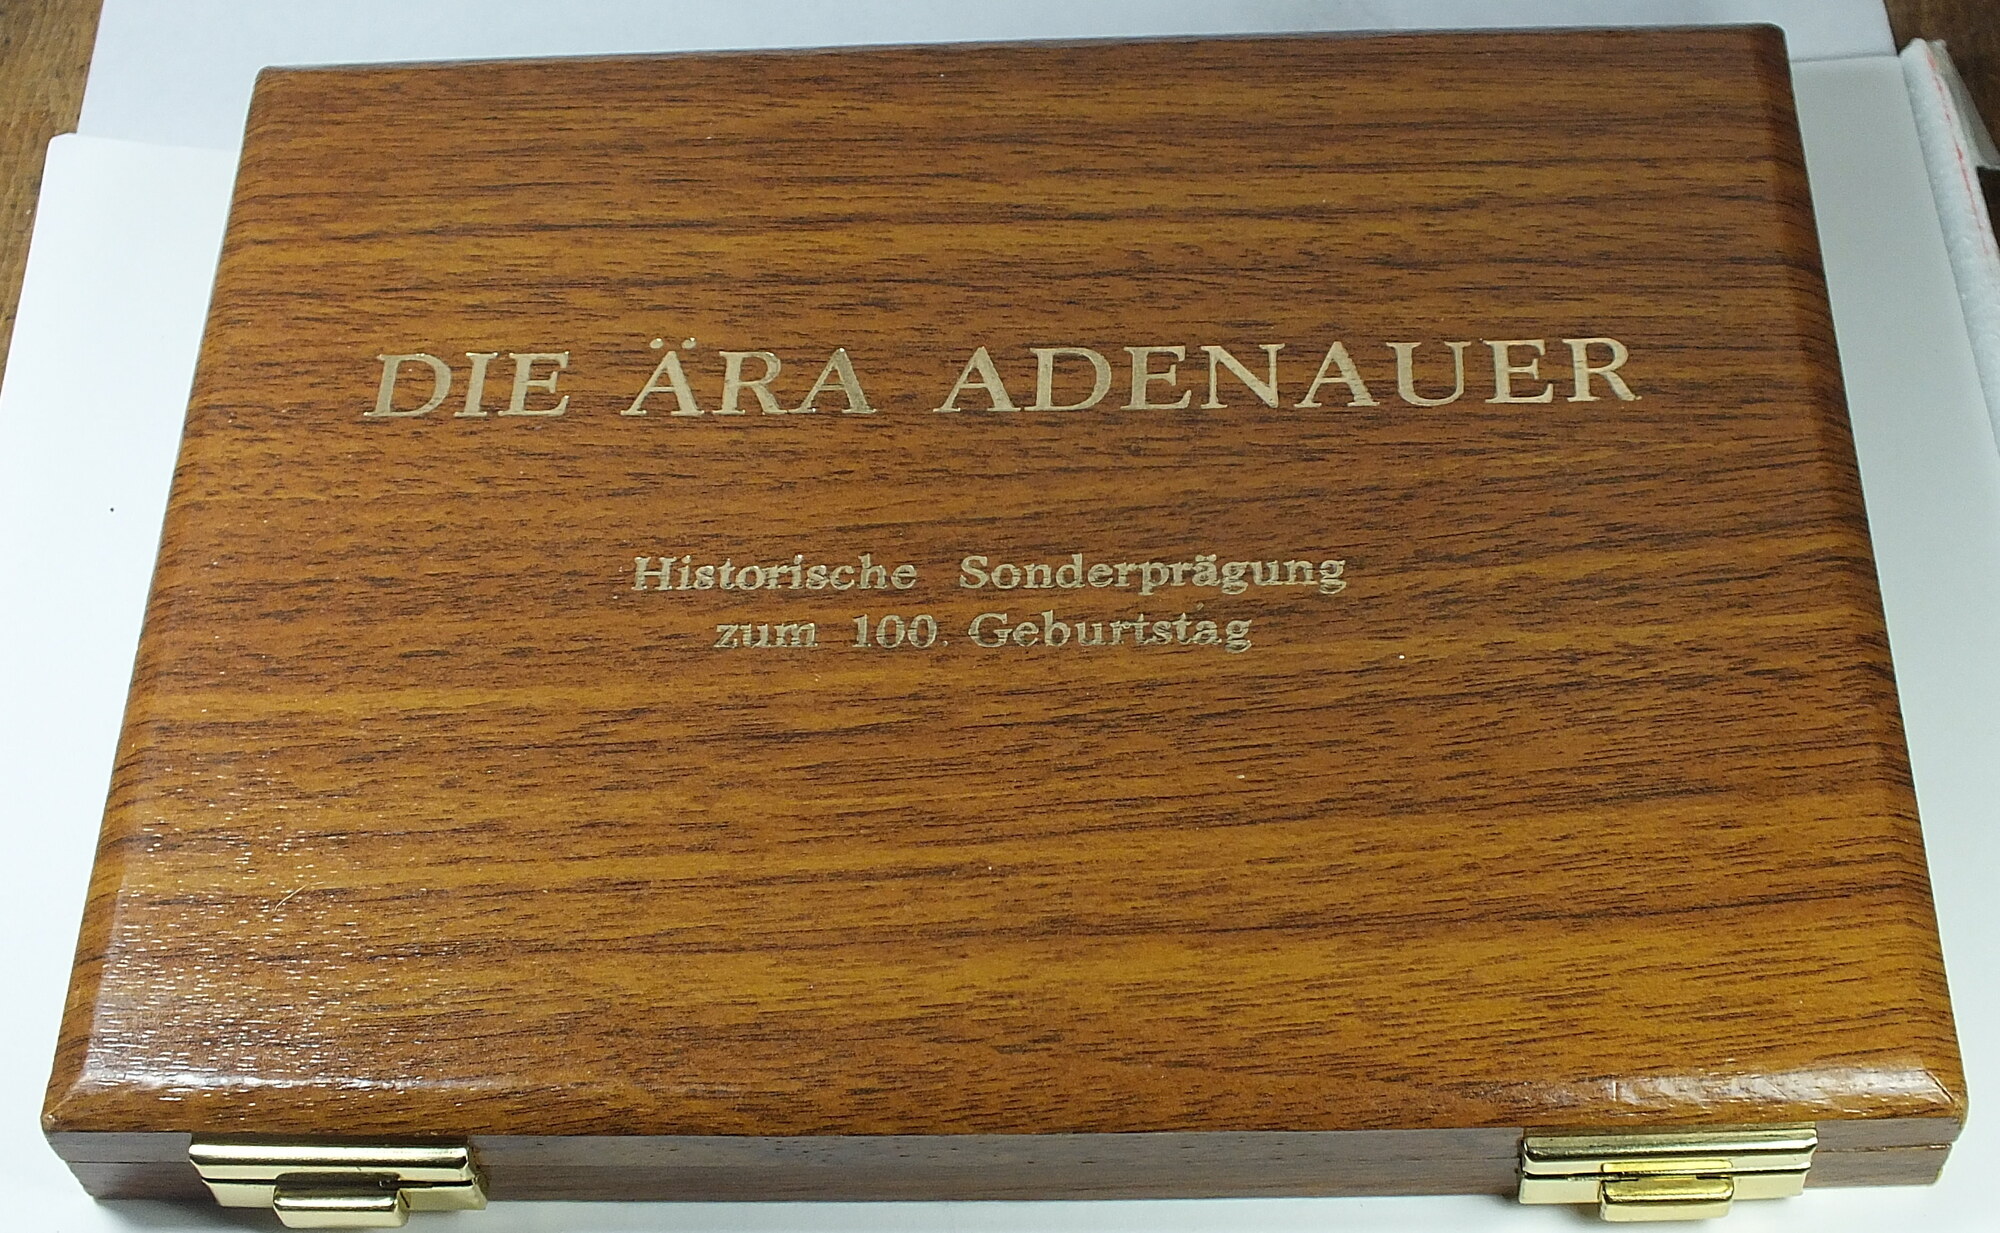 DIE ÄRA ADENAUER
Historische Sonderprägung
zum 100. Geburtstag